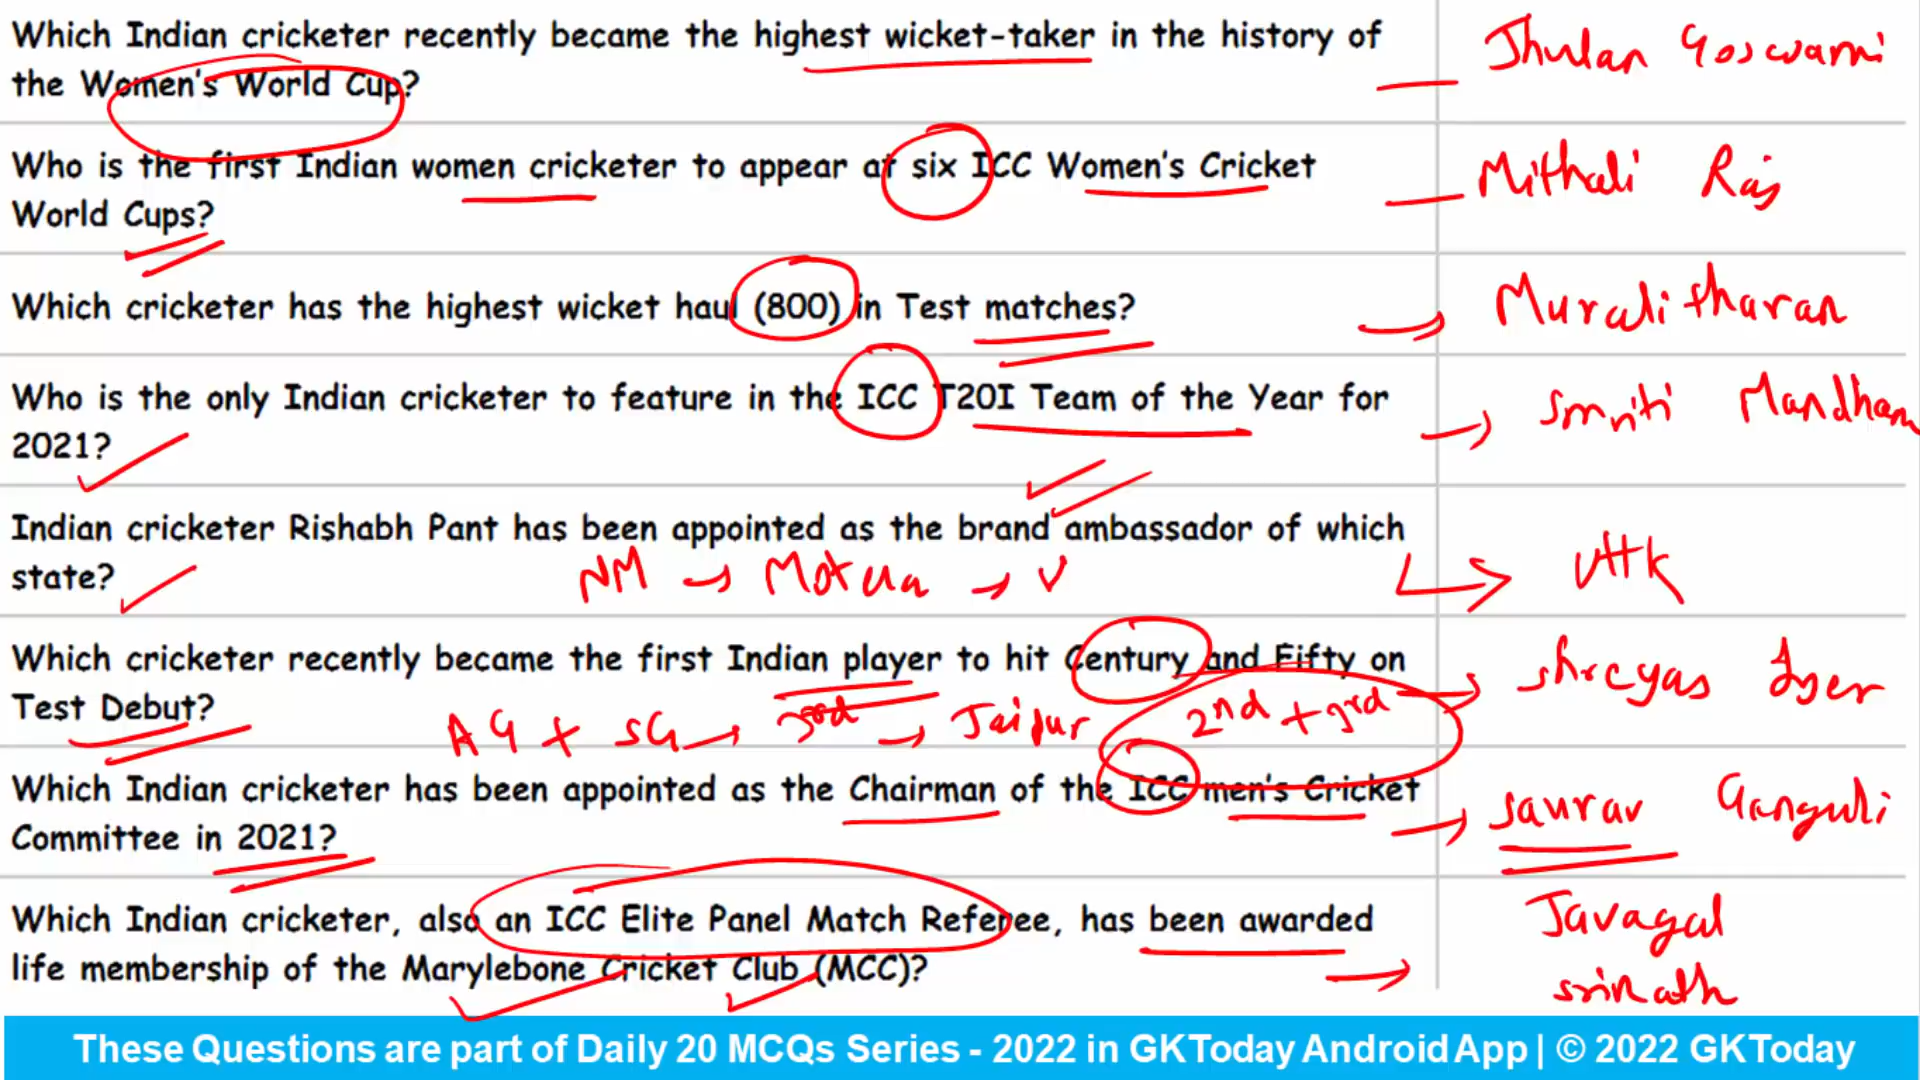 Which Indian cricketer recently became the highest wicket-taker in the history of
the Women's World Cup?
Jhulan Goswami
Who is the first Indian women cricketer to appear at six ICC Women's Cricket
World Cups?
Mithali Raj
Which cricketer has the highest wicket haul (800) in Test matches?
Muralitharan
Who is the only Indian cricketer to feature in the ICC T20I Team of the Year for
2021?
Smriti Mandhana
Indian cricketer Rishabh Pant has been appointed as the brand ambassador of which
state?
NM → Motera →
Uttk
Which cricketer recently became the first Indian player to hit Century and Fifty on
Test Debut?
AG + SG → 3rd → Jaipur 2nd + 3rd
Shreyas Iyer
Which Indian cricketer has been appointed as the Chairman of the ICC men's Cricket
Committee in 2021?
Saurav Ganguli
Which Indian cricketer, also an ICC Elite Panel Match Referee, has been awarded
life membership of the Marylebone Cricket Club (MCC)?
Javagal
Srinath
These Questions are part of Daily 20 MCQs Series - 2022 in GKToday Android App | © 2022 GKToday